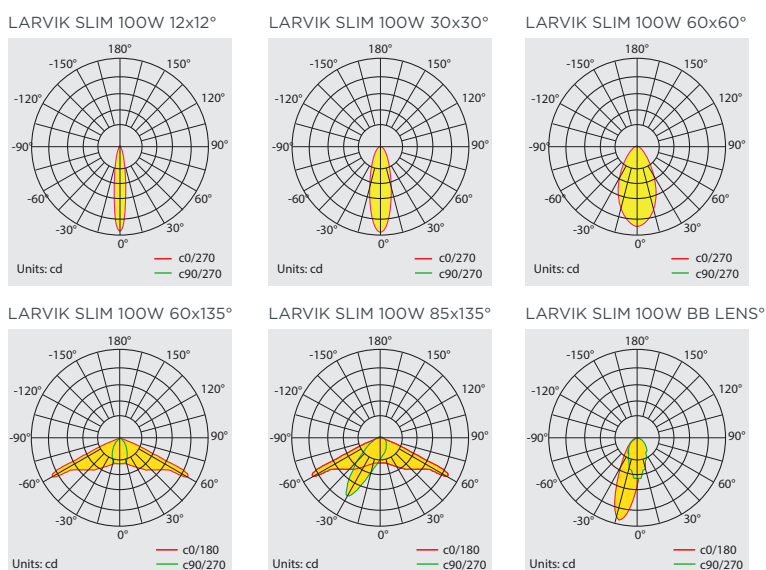 LARVIK SLIM 100W 12x12°
180°
-150° 150°
-120° 120°
-90° 90°
-60° 60°
-30° 30°
0°
c0/270
Units: cd c90/270
LARVIK SLIM 100W 30x30°
180°
-150° 150°
-120° 120°
-90° 90°
-60° 60°
-30° 30°
0°
c0/270
Units: cd c90/270
LARVIK SLIM 100W 60x60°
180°
-150° 150°
-120° 120°
-90° 90°
-60° 60°
-30° 30°
0°
c0/270
Units: cd c90/270
LARVIK SLIM 100W 60x135°
180°
-150° 150°
-120° 120°
-90° 90°
-60° 60°
-30° 30°
0°
c0/180
Units: cd c90/270
LARVIK SLIM 100W 85x135°
180°
-150° 150°
-120° 120°
-90° 90°
-60° 60°
-30° 30°
0°
c0/180
Units: cd c90/270
LARVIK SLIM 100W BB LENS°
180°
-150° 150°
-120° 120°
-90° 90°
-60° 60°
-30° 30°
0°
c0/180
Units: cd c90/270